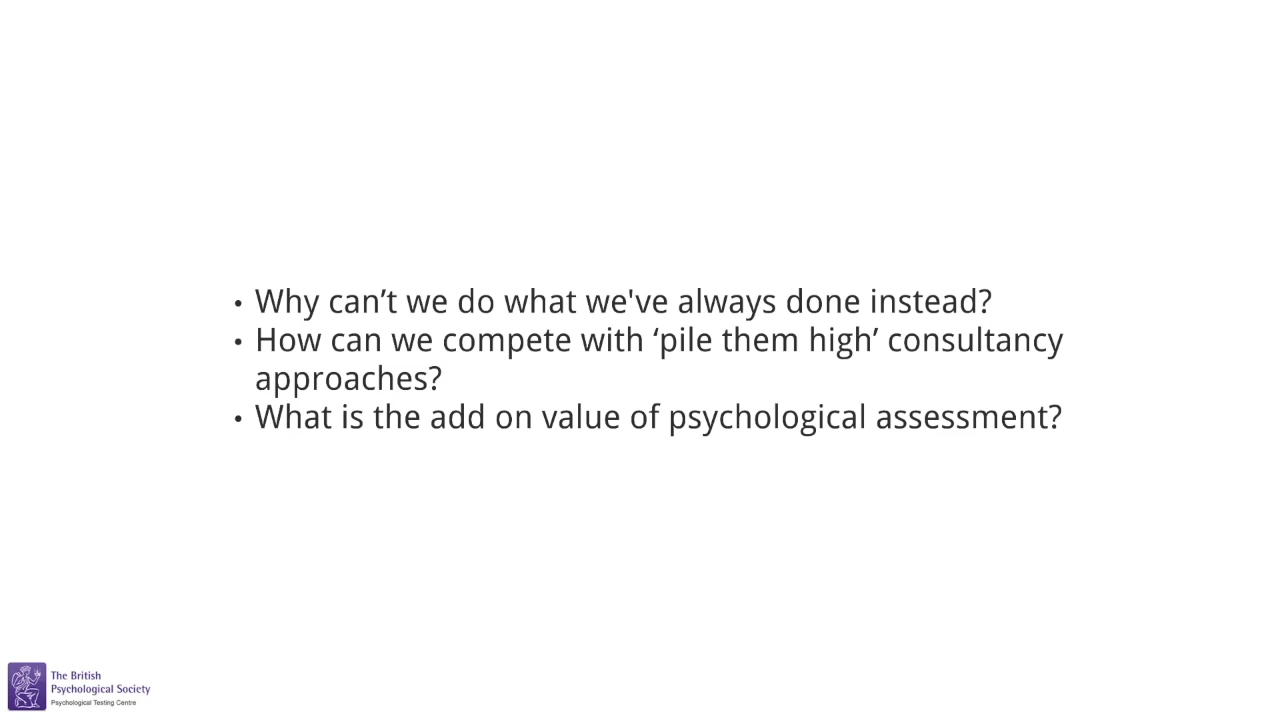 • Why can’t we do what we've always done instead?
• How can we compete with ‘pile them high’ consultancy
approaches?
• What is the add on value of psychological assessment?
The British
Psychological Society
Psychological Testing Centre